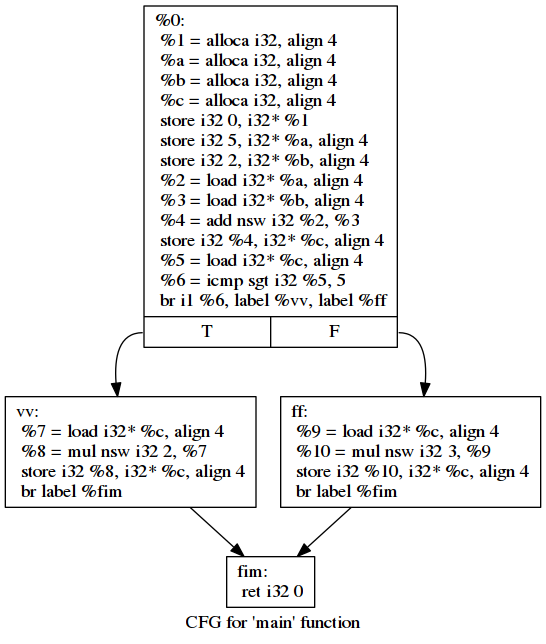 %0:
%1 = alloca i32, align 4
%a = alloca i32, align 4
%b = alloca i32, align 4
%c = alloca i32, align 4
store i32 0, i32* %1
store i32 5, i32* %a, align 4
store i32 2, i32* %b, align 4
%2 = load i32* %a, align 4
%3 = load i32* %b, align 4
%4 = add nsw i32 %2, %3
store i32 %4, i32* %c, align 4
%5 = load i32* %c, align 4
%6 = icmp sgt i32 %5, 5
br i1 %6, label %vv, label %ff
T
F
vv:
%7 = load i32* %c, align 4
%8 = mul nsw i32 2, %7
store i32 %8, i32* %c, align 4
br label %fim
ff:
%9 = load i32* %c, align 4
%10 = mul nsw i32 3, %9
store i32 %10, i32* %c, align 4
br label %fim
fim:
ret i32 0
CFG for 'main' function